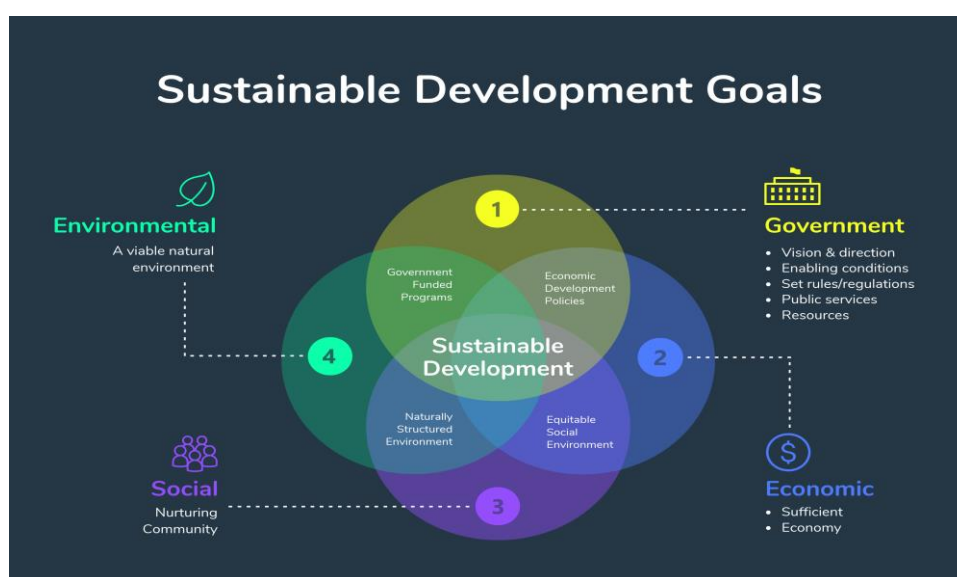 Sustainable Development Goals
Environmental
A viable natural
environment
1
Government
• Vision & direction
• Enabling conditions
• Set rules/regulations
• Public services
• Resources
Government
Funded
Programs
Economic
Development
Policies
Sustainable
Development
4
2
Naturally
Structured
Environment
Equitable
Social
Environment
Social
Nurturing
Community
3
$
Economic
• Sufficient
• Economy